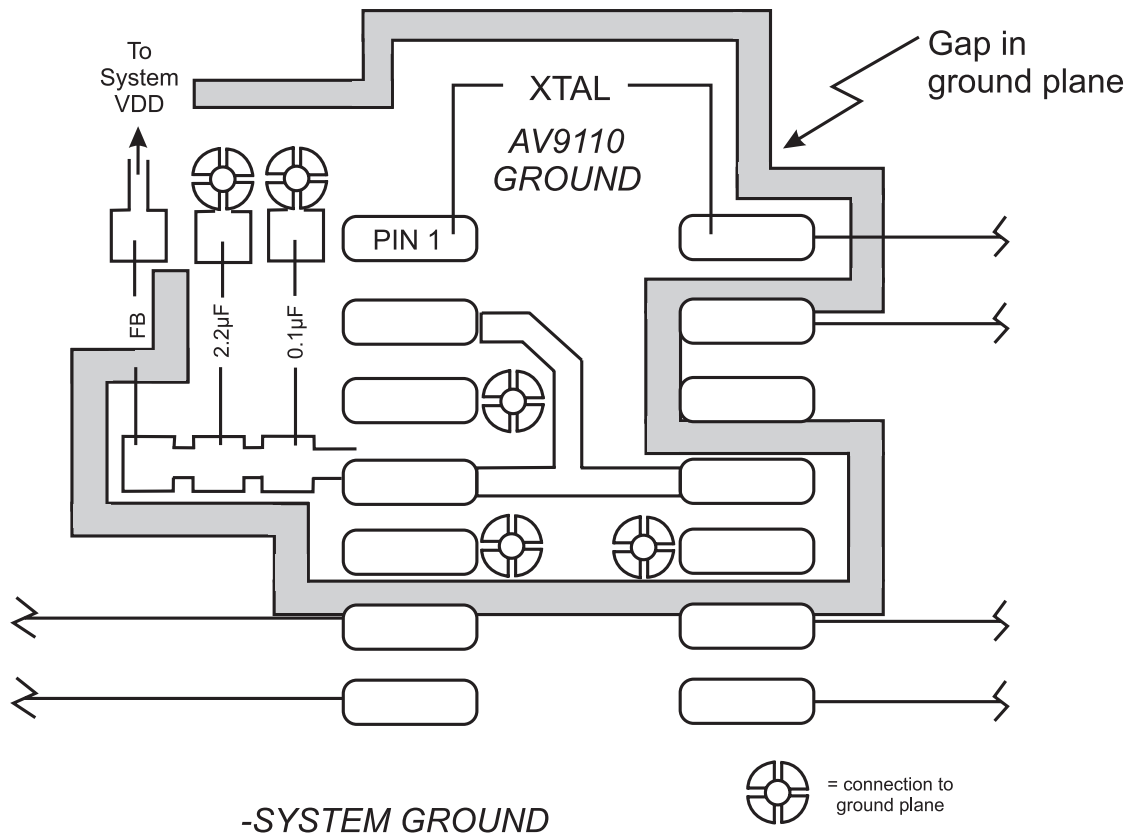 To
System
VDD
Gap in
ground plane
XTAL
AV9110
GROUND
PIN 1
FB
2.2µF
0.1µF
= connection to
ground plane
-SYSTEM GROUND